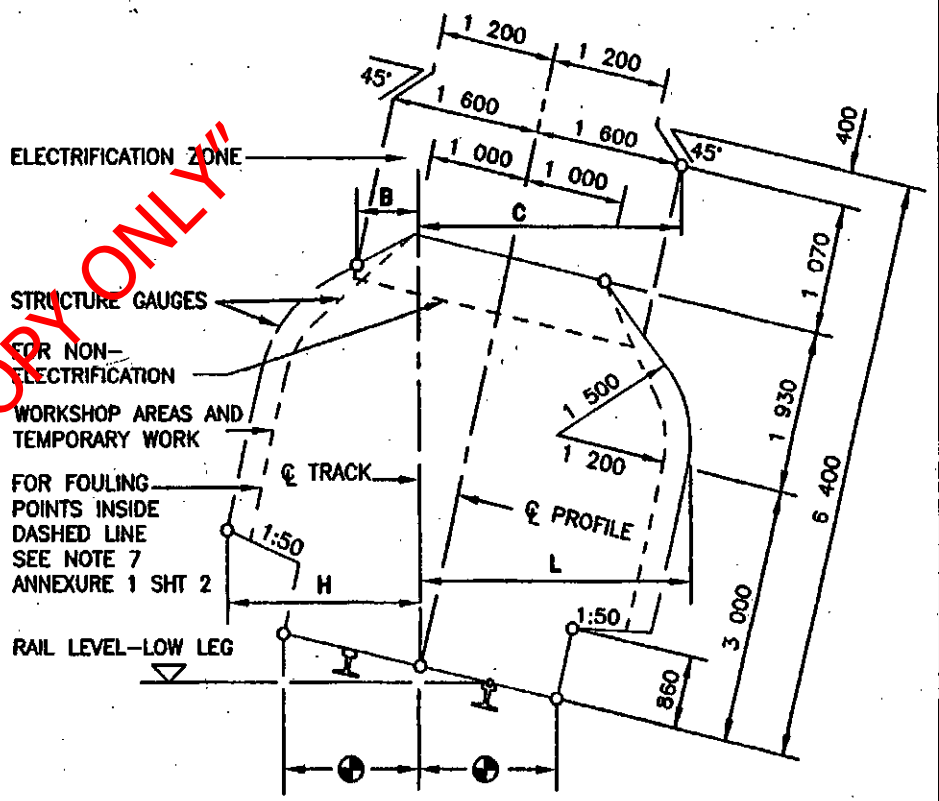 1 200
1 200
45°
1 600
1 600
45°
400
ELECTRIFICATION ZONE
1 000
1 000
B
C
1 070
COPY ONLY"
STRUCTURE GAUGES
FOR NON-
ELECTRIFICATION
1 500
1 930
WORKSHOP AREAS AND
TEMPORARY WORK
1 200
6 400
℄ TRACK
FOR FOULING
POINTS INSIDE
DASHED LINE
SEE NOTE 7
ANNEXURE 1 SHT 2
1:50
℄ PROFILE
H
L
1:50
3 000
RAIL LEVEL-LOW LEG
860